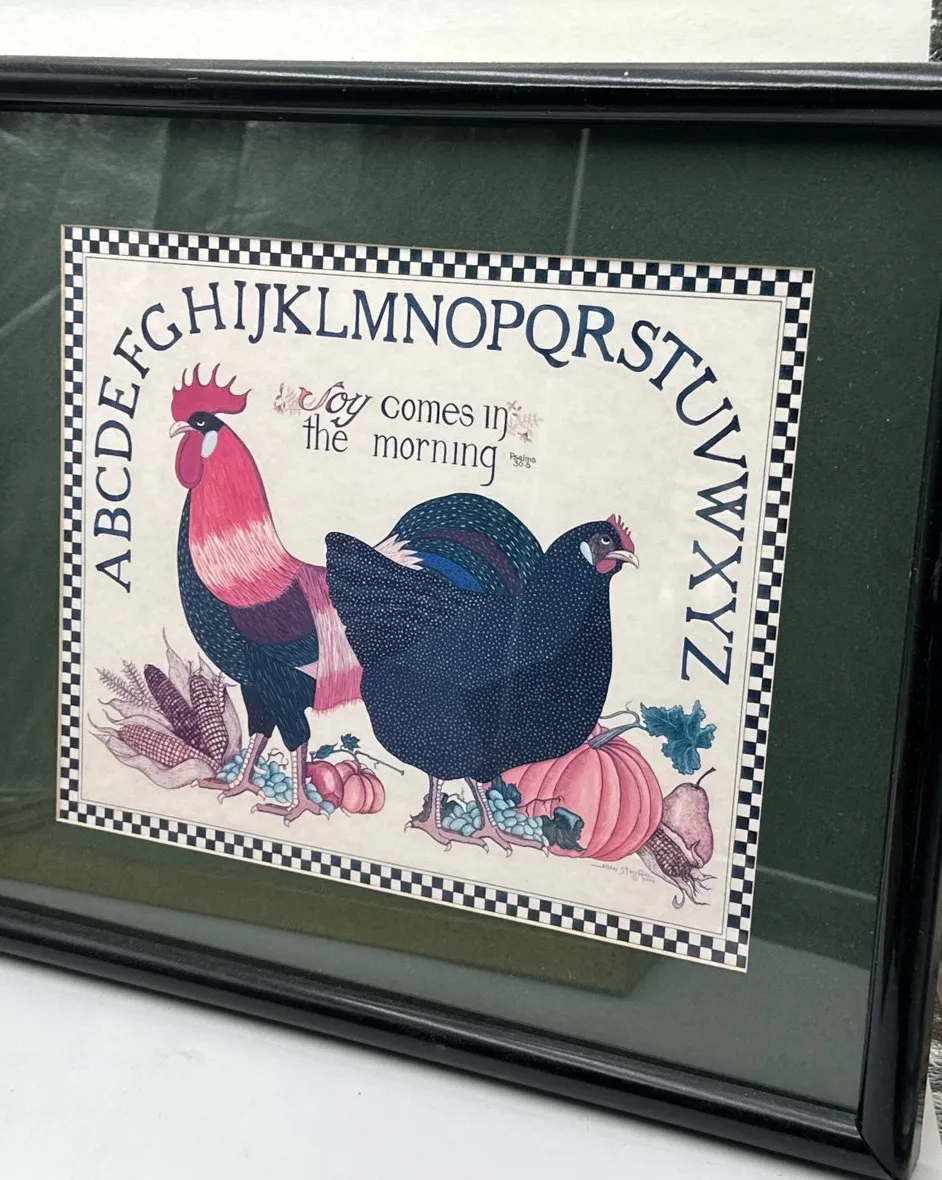 ABCDEFGHIJKLMNOPQRSTUVWXYZ
Joy comes in
the morning
Psalms
30:5